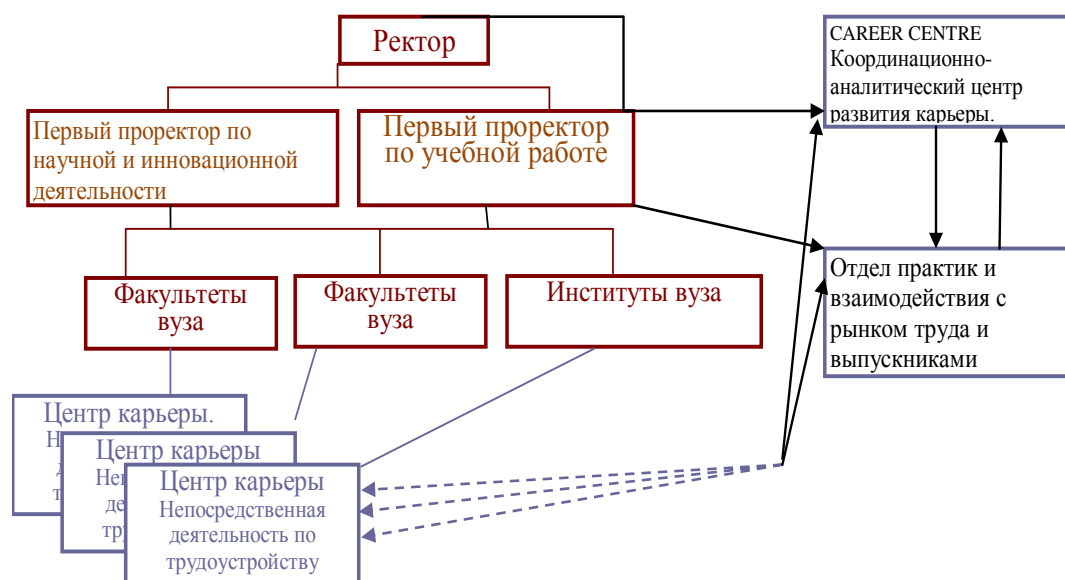 Ректор
CAREER CENTRE
Координационно-
аналитический центр
развития карьеры.
Первый проректор по
научной и инновационной
деятельности
Первый проректор
по учебной работе
Отдел практик и
взаимодействия с
рынком труда и
выпускниками
Факультеты
вуза
Факультеты
вуза
Институты вуза
Центр карьеры.
Центр карьеры
Центр карьеры
Непосредственная
деятельность по
трудоустройству